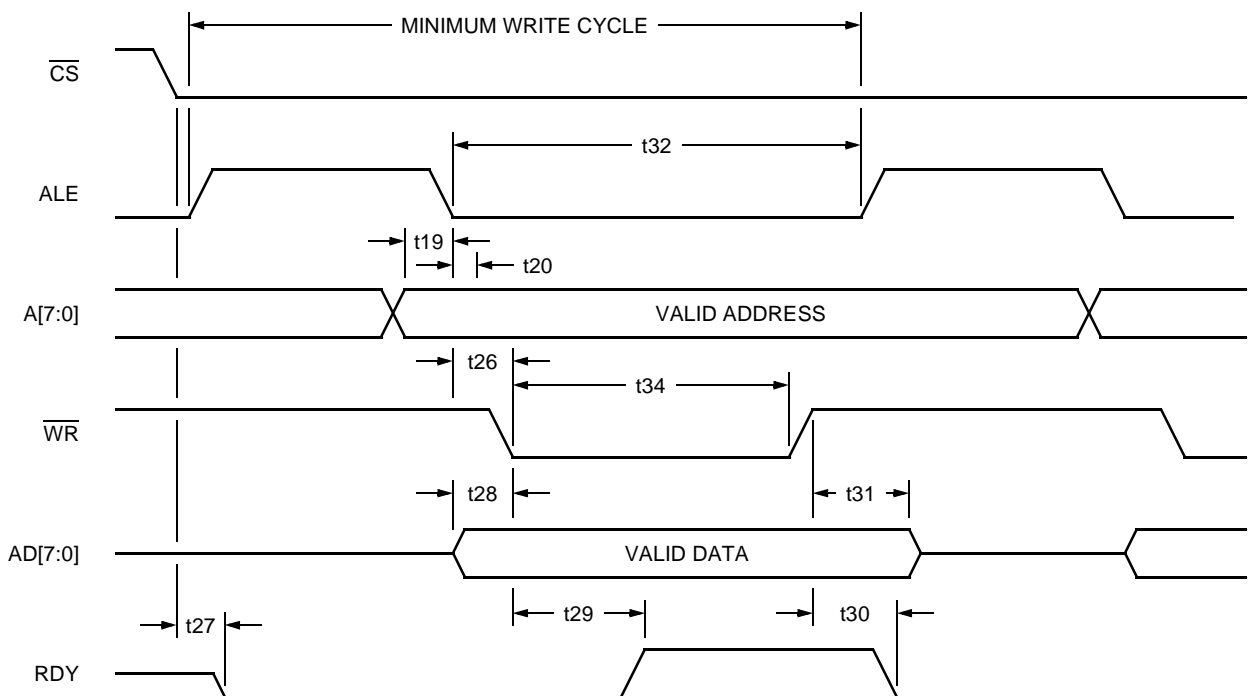 MINIMUM WRITE CYCLE
CS
t32
ALE
t19
t20
A[7:0]
VALID ADDRESS
t26
t34
WR
t28
t31
AD[7:0]
VALID DATA
t29
t30
t27
RDY